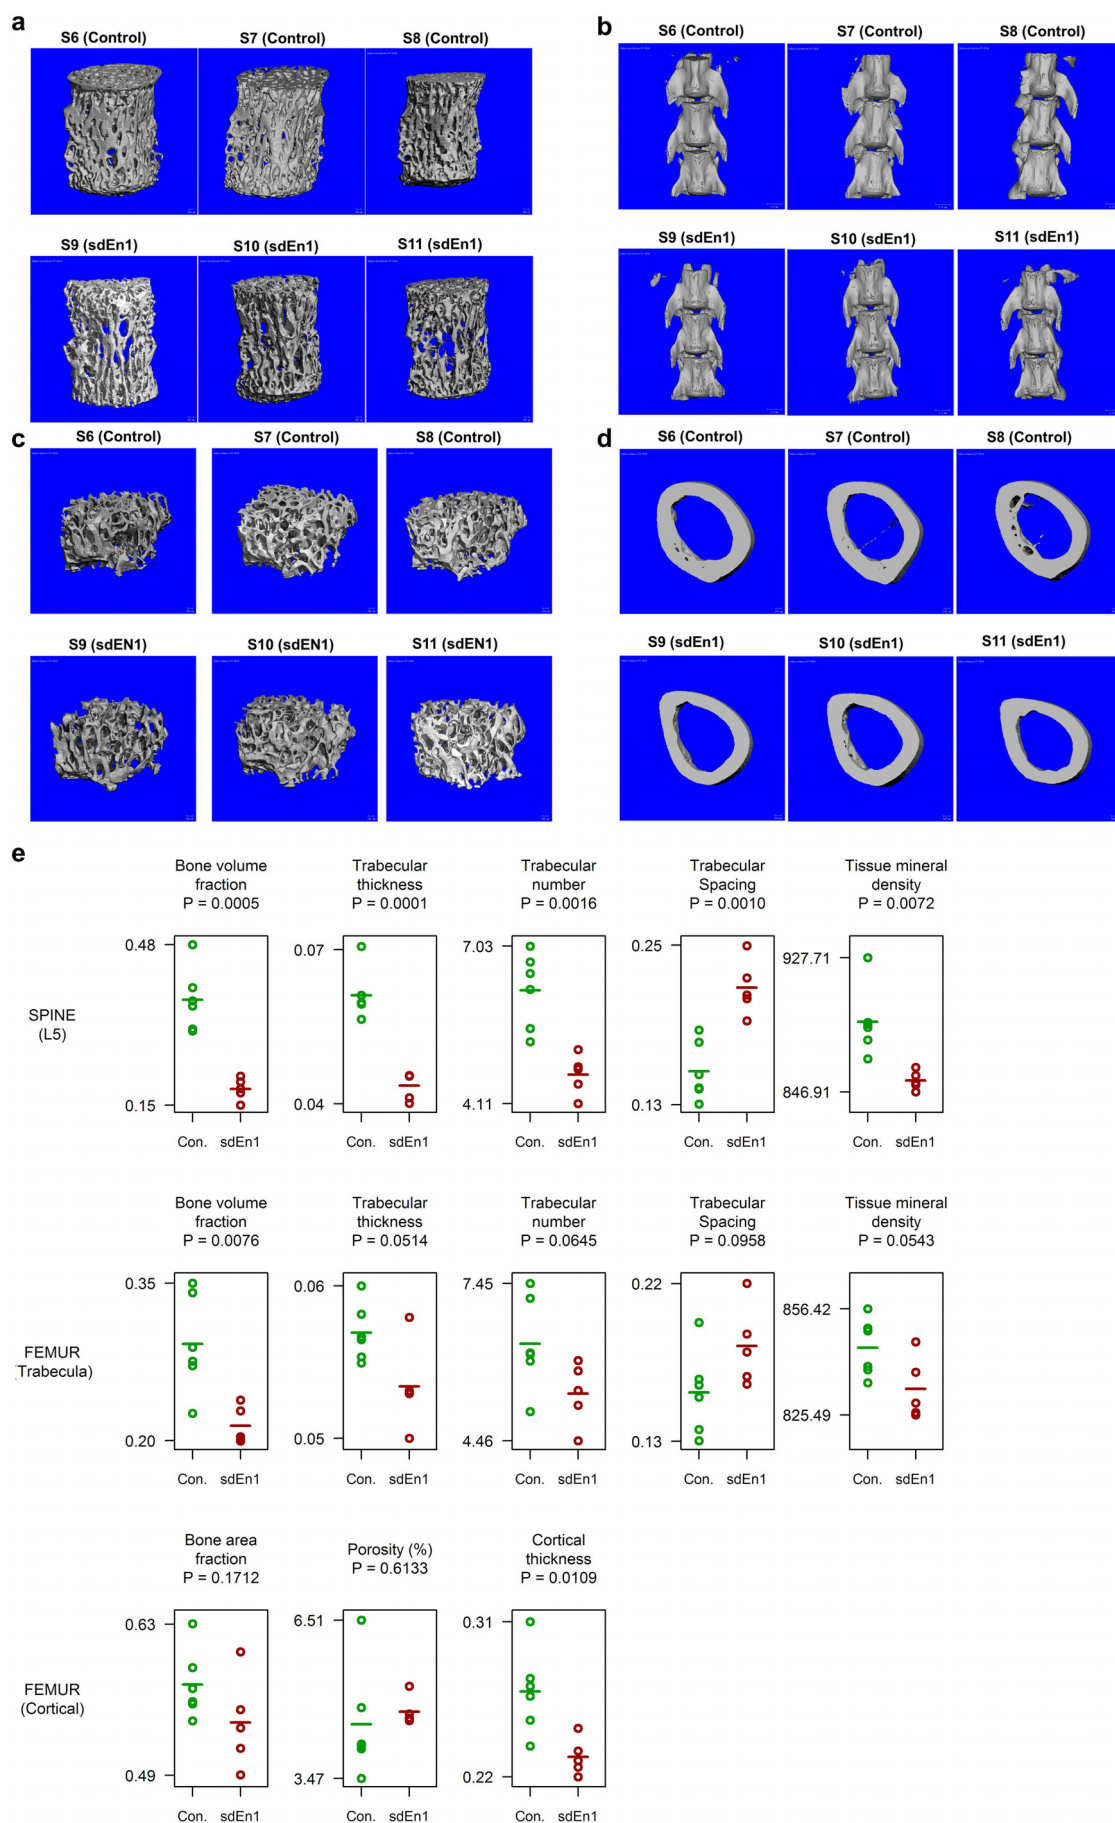 a
S6 (Control) S7 (Control) S8 (Control)
S9 (sdEn1) S10 (sdEn1) S11 (sdEn1)
b
S6 (Control) S7 (Control) S8 (Control)
S9 (sdEn1) S10 (sdEn1) S11 (sdEn1)
c
S6 (Control) S7 (Control) S8 (Control)
S9 (sdEN1) S10 (sdEN1) S11 (sdEN1)
d
S6 (Control) S7 (Control) S8 (Control)
S9 (sdEn1) S10 (sdEn1) S11 (sdEn1)
e
SPINE
(L5)
Bone volume
fraction
P = 0.0005
0.48
0.15
Con. sdEn1
Trabecular
thickness
P = 0.0001
0.07
0.04
Con. sdEn1
Trabecular
number
P = 0.0016
7.03
4.11
Con. sdEn1
Trabecular
Spacing
P = 0.0010
0.25
0.13
Con. sdEn1
Tissue mineral
density
P = 0.0072
927.71
846.91
Con. sdEn1
FEMUR
Trabecula)
Bone volume
fraction
P = 0.0076
0.35
0.20
Con. sdEn1
Trabecular
thickness
P = 0.0514
0.06
0.05
Con. sdEn1
Trabecular
number
P = 0.0645
7.45
4.46
Con. sdEn1
Trabecular
Spacing
P = 0.0958
0.22
0.13
Con. sdEn1
Tissue mineral
density
P = 0.0543
856.42
825.49
Con. sdEn1
FEMUR
(Cortical)
Bone area
fraction
P = 0.1712
0.63
0.49
Con. sdEn1
Porosity (%)
P = 0.6133
6.51
3.47
Con. sdEn1
Cortical
thickness
P = 0.0109
0.31
0.22
Con. sdEn1